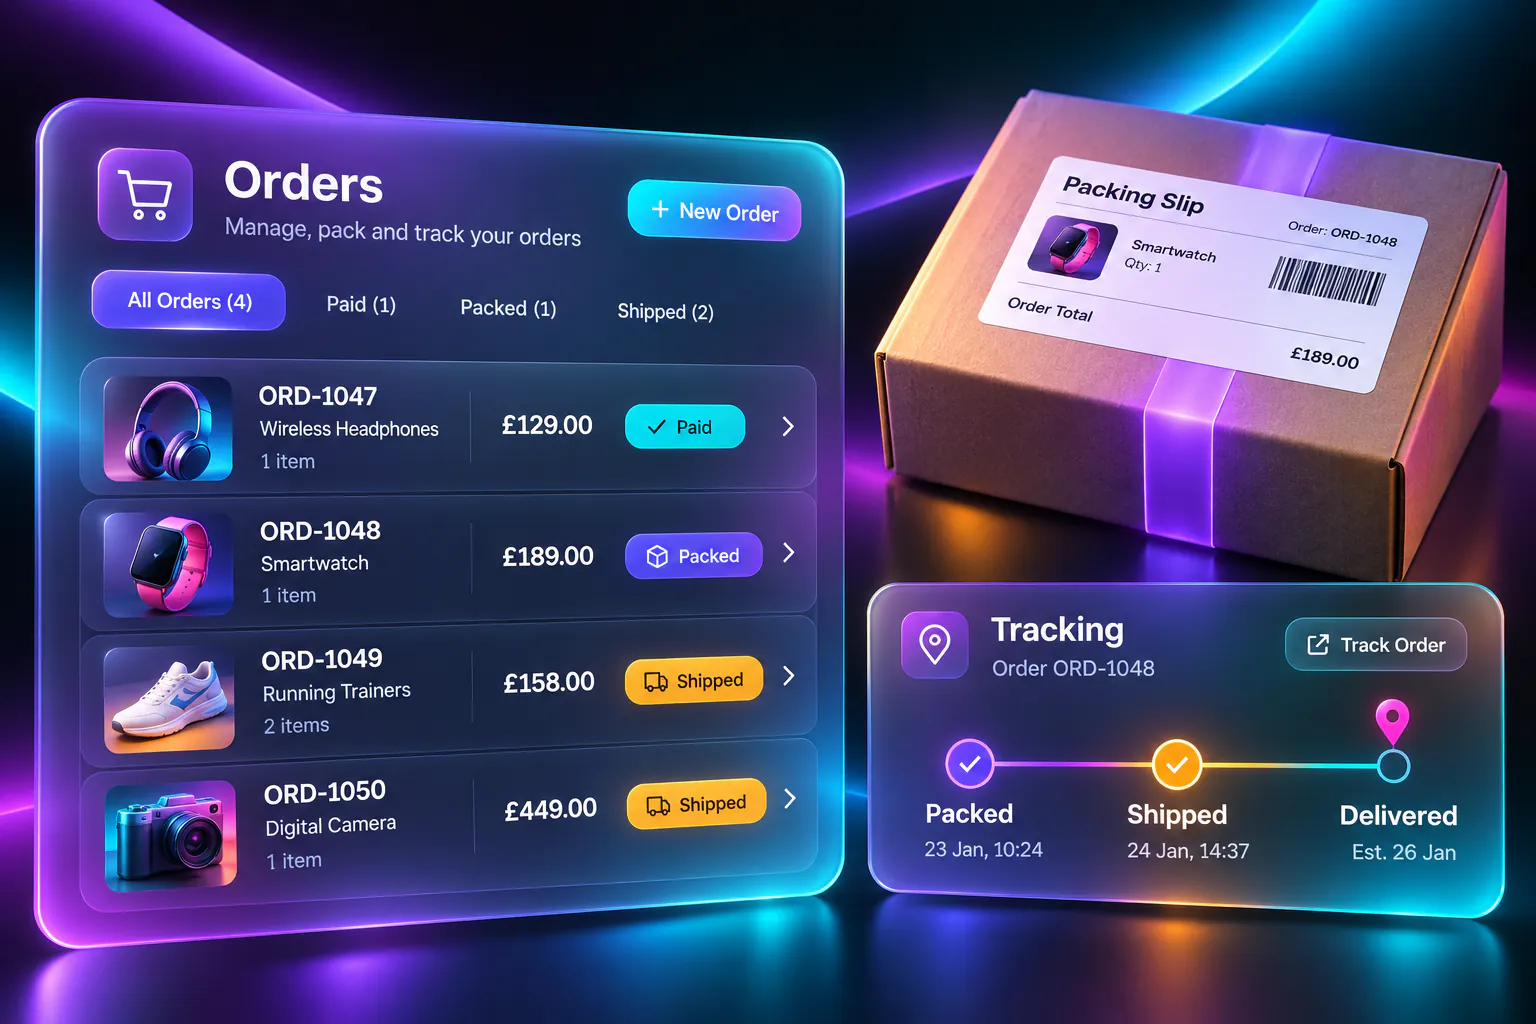 Orders
Manage, pack and track your orders
+ New Order
All Orders (4)
Paid (1)
Packed (1)
Shipped (2)
ORD-1047
Wireless Headphones
1 item
£129.00
Paid
ORD-1048
Smartwatch
1 item
£189.00
Packed
ORD-1049
Running Trainers
2 items
£158.00
Shipped
ORD-1050
Digital Camera
1 item
£449.00
Shipped
Packing Slip
Order: ORD-1048
Smartwatch
Qty: 1
Order Total
£189.00
Tracking
Order ORD-1048
Track Order
Packed
23 Jan, 10:24
Shipped
24 Jan, 14:37
Delivered
Est. 26 Jan